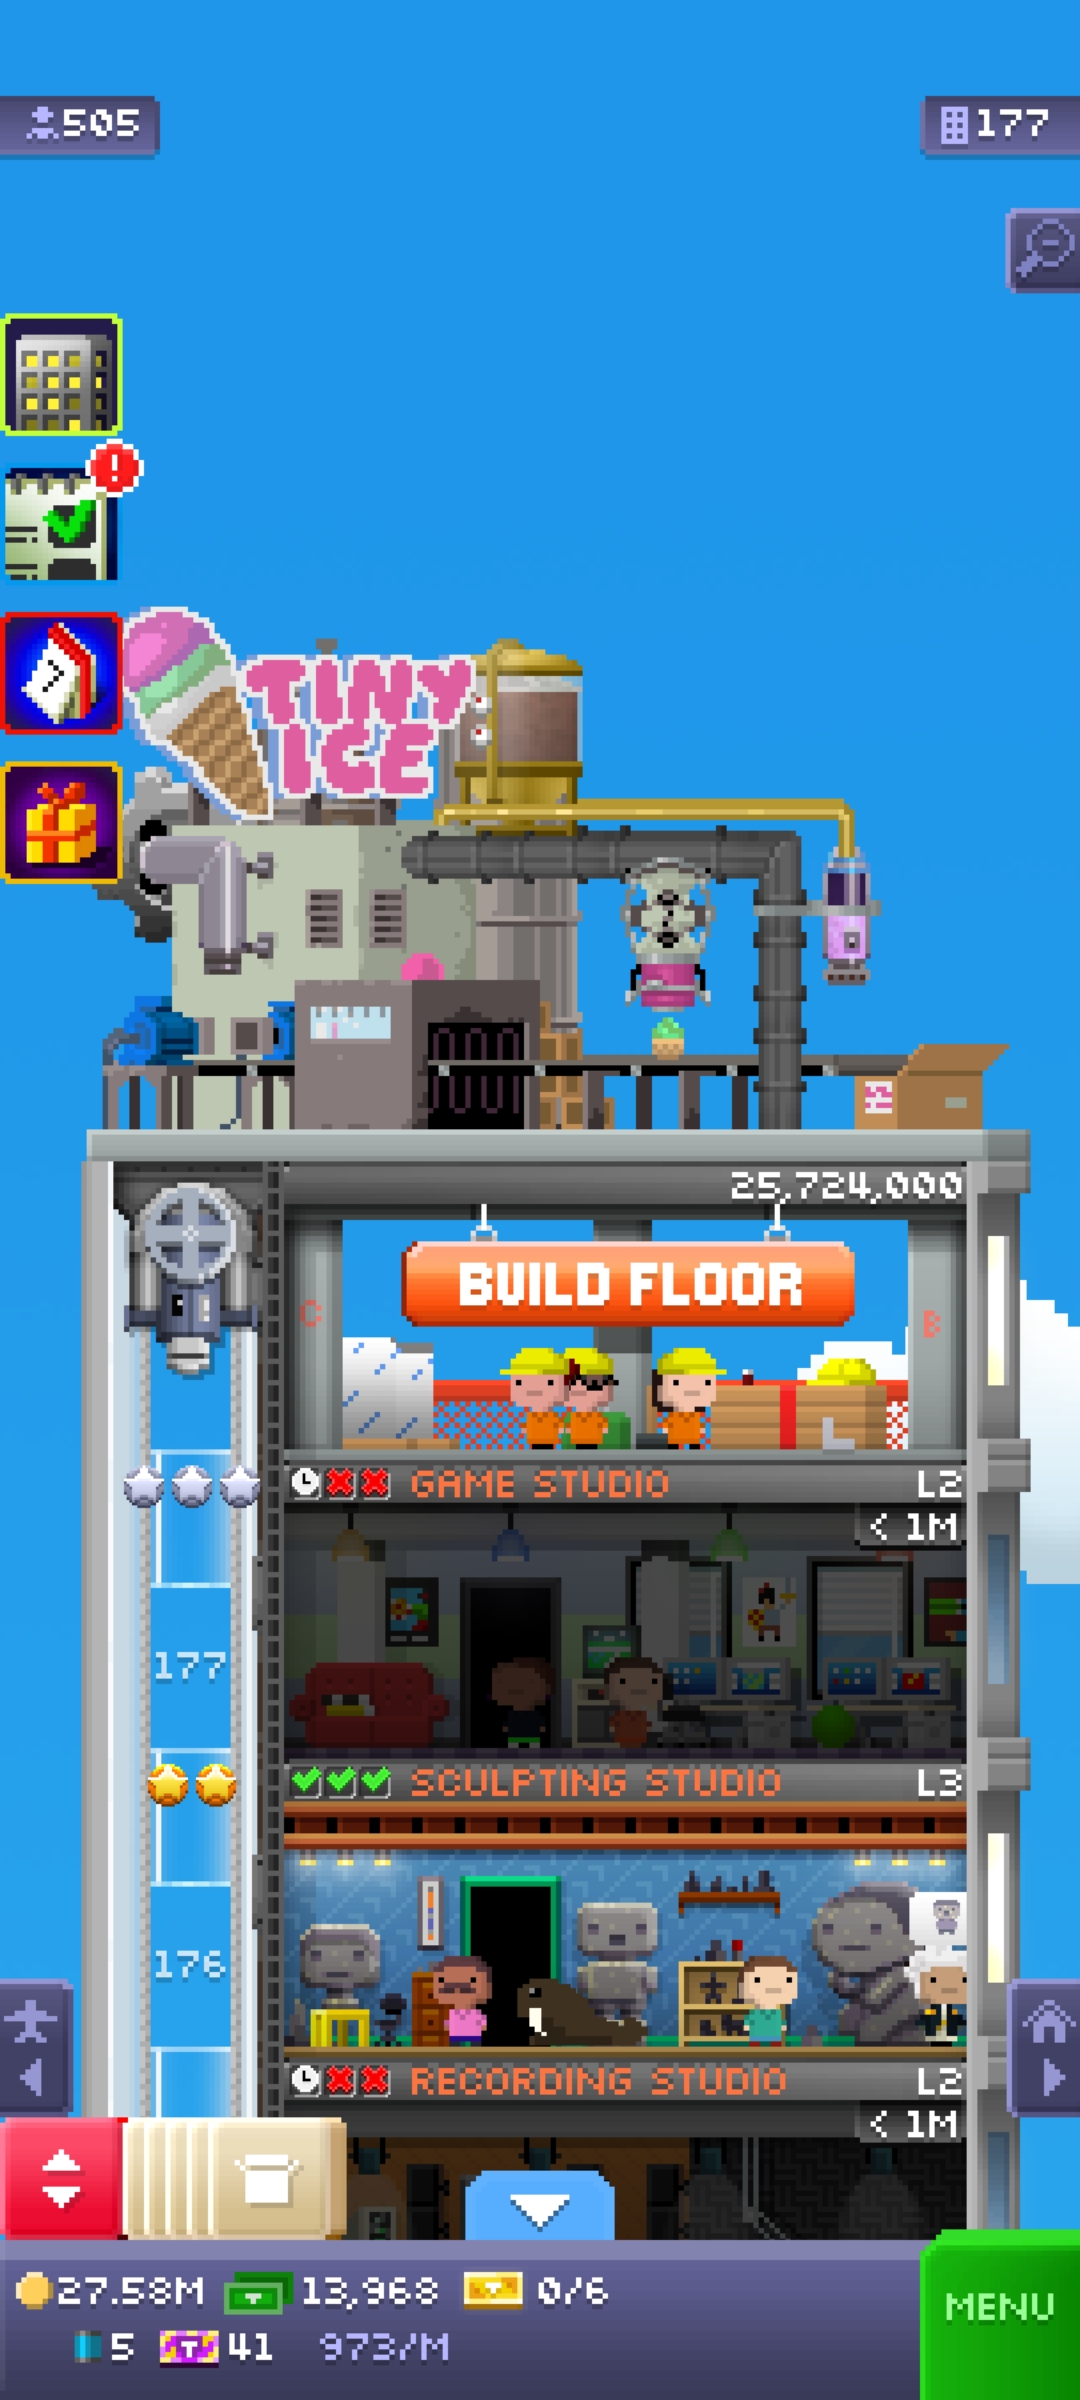 505
177
TINY
ICE
25,724,000
BUILD FLOOR
C
B
GAME STUDIO
L2
< 1M
177
SCULPTING STUDIO
L3
176
RECORDING STUDIO
L2
< 1M
27.58M
13,968
0/6
MENU
5
T
41
973/M